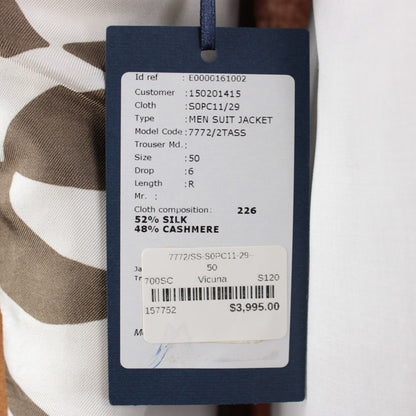 Id ref : E0000161002
Customer : 150201415
Cloth : S0PC11/29
Type : MEN SUIT JACKET
Model Code : 7772/2TASS
Trouser Md. :
Size : 50
Drop : 6
Length : R
Mr. :
Cloth composition: 226
52% SILK
48% CASHMERE
7772/SS-S0PC11-29-
50
700SC Vicuna S120
157752 $3,995.00